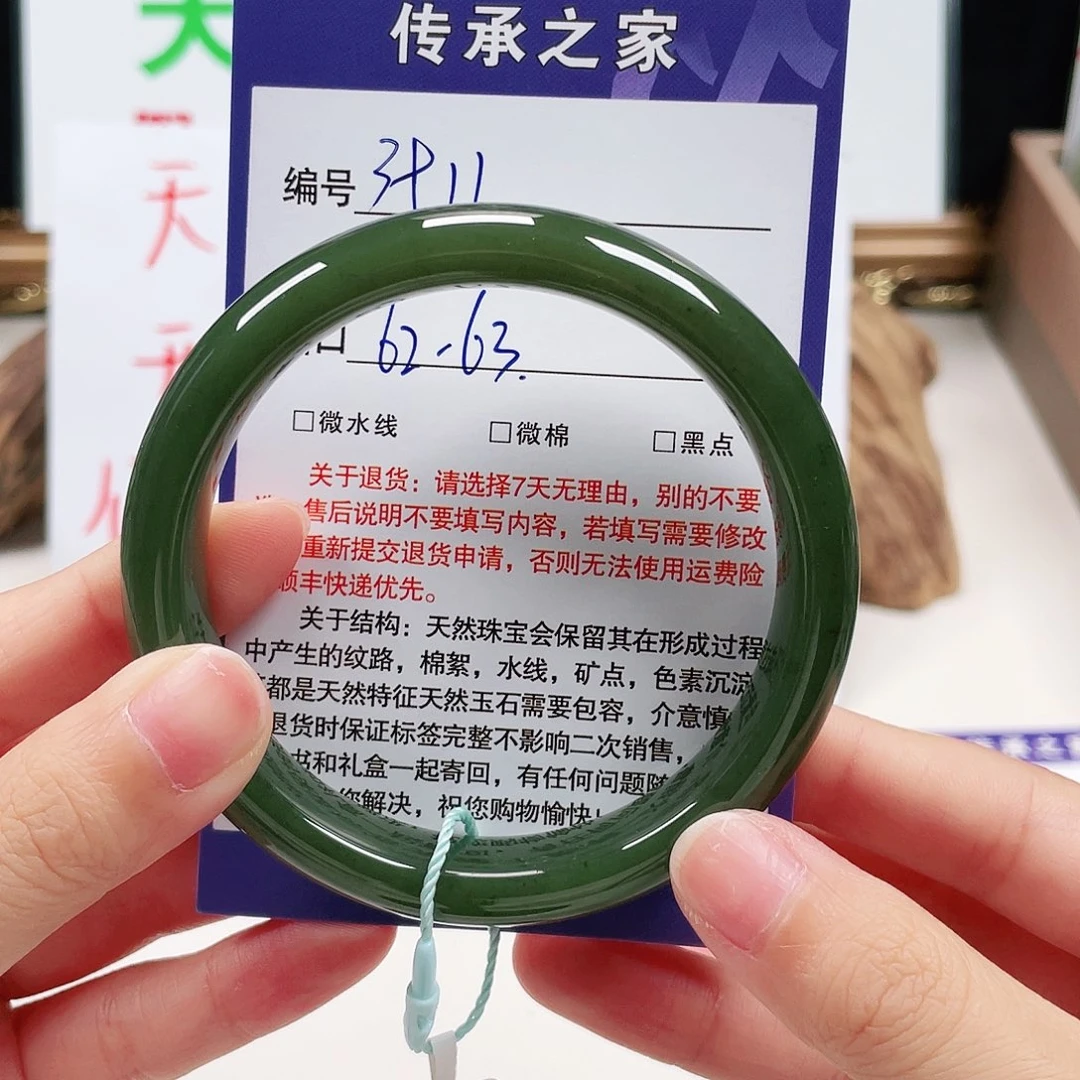 传承之家
天
天
编号 3411
口 62-63.
□微水线 □微棉 □黑点
关于退货：请选择7天无理由，别的不要
售后说明不要填写内容，若填写需要修改
重新提交退货申请，否则无法使用运费险
顺丰快递优先。
关于结构：天然珠宝会保留其在形成过程
中产生的纹路，棉絮，水线，矿点，色素沉淀
都是天然特征天然玉石需要包容，介意慎
退货时保证标签完整不影响二次销售，
书和礼盒一起寄回，有任何问题随
您解决，祝您购物愉快！